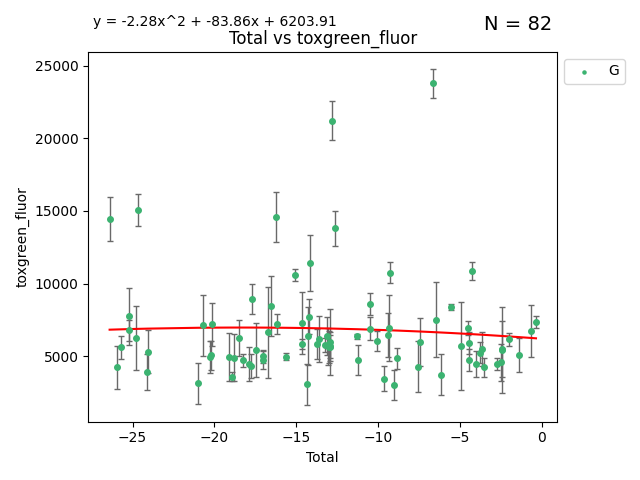 y = -2.28x^2 + -83.86x + 6203.91
N = 82
Total vs toxgreen_fluor
G
25000
20000
15000
10000
5000
toxgreen_fluor
−25 −20 −15 −10 −5 0
Total